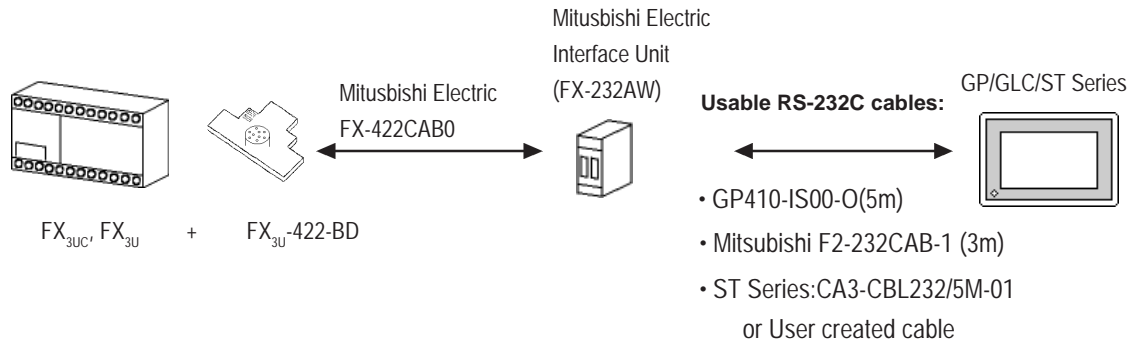 Mitusbishi Electric
Interface Unit
(FX-232AW)
Mitusbishi Electric
FX-422CAB0
Usable RS-232C cables:
GP/GLC/ST Series
• GP410-IS00-O(5m)
• Mitsubishi F2-232CAB-1 (3m)
• ST Series:CA3-CBL232/5M-01
or User created cable
FX3UC, FX3U + FX3U-422-BD